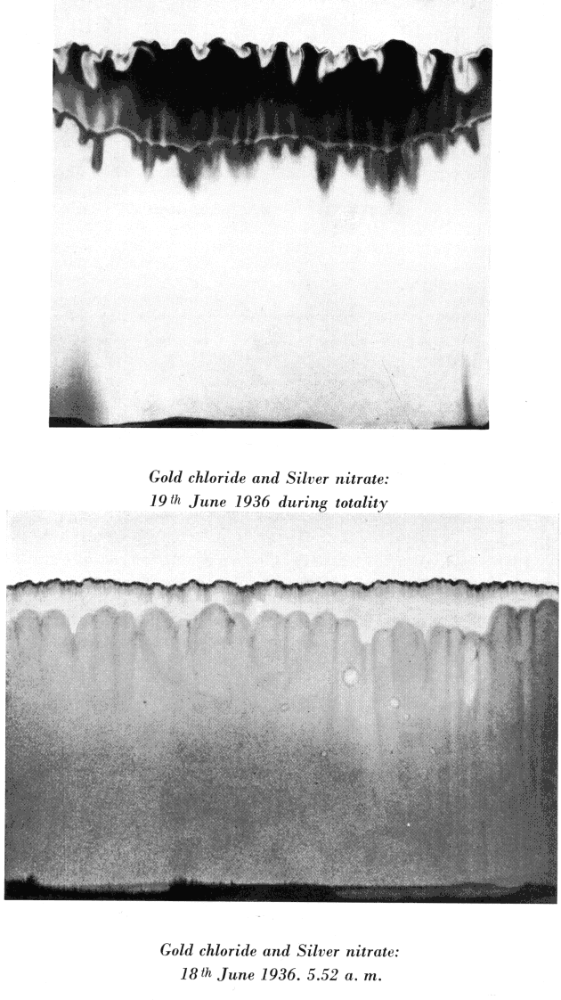 Gold chloride and Silver nitrate:
19th June 1936 during totality
Gold chloride and Silver nitrate:
18th June 1936. 5.52 a. m.